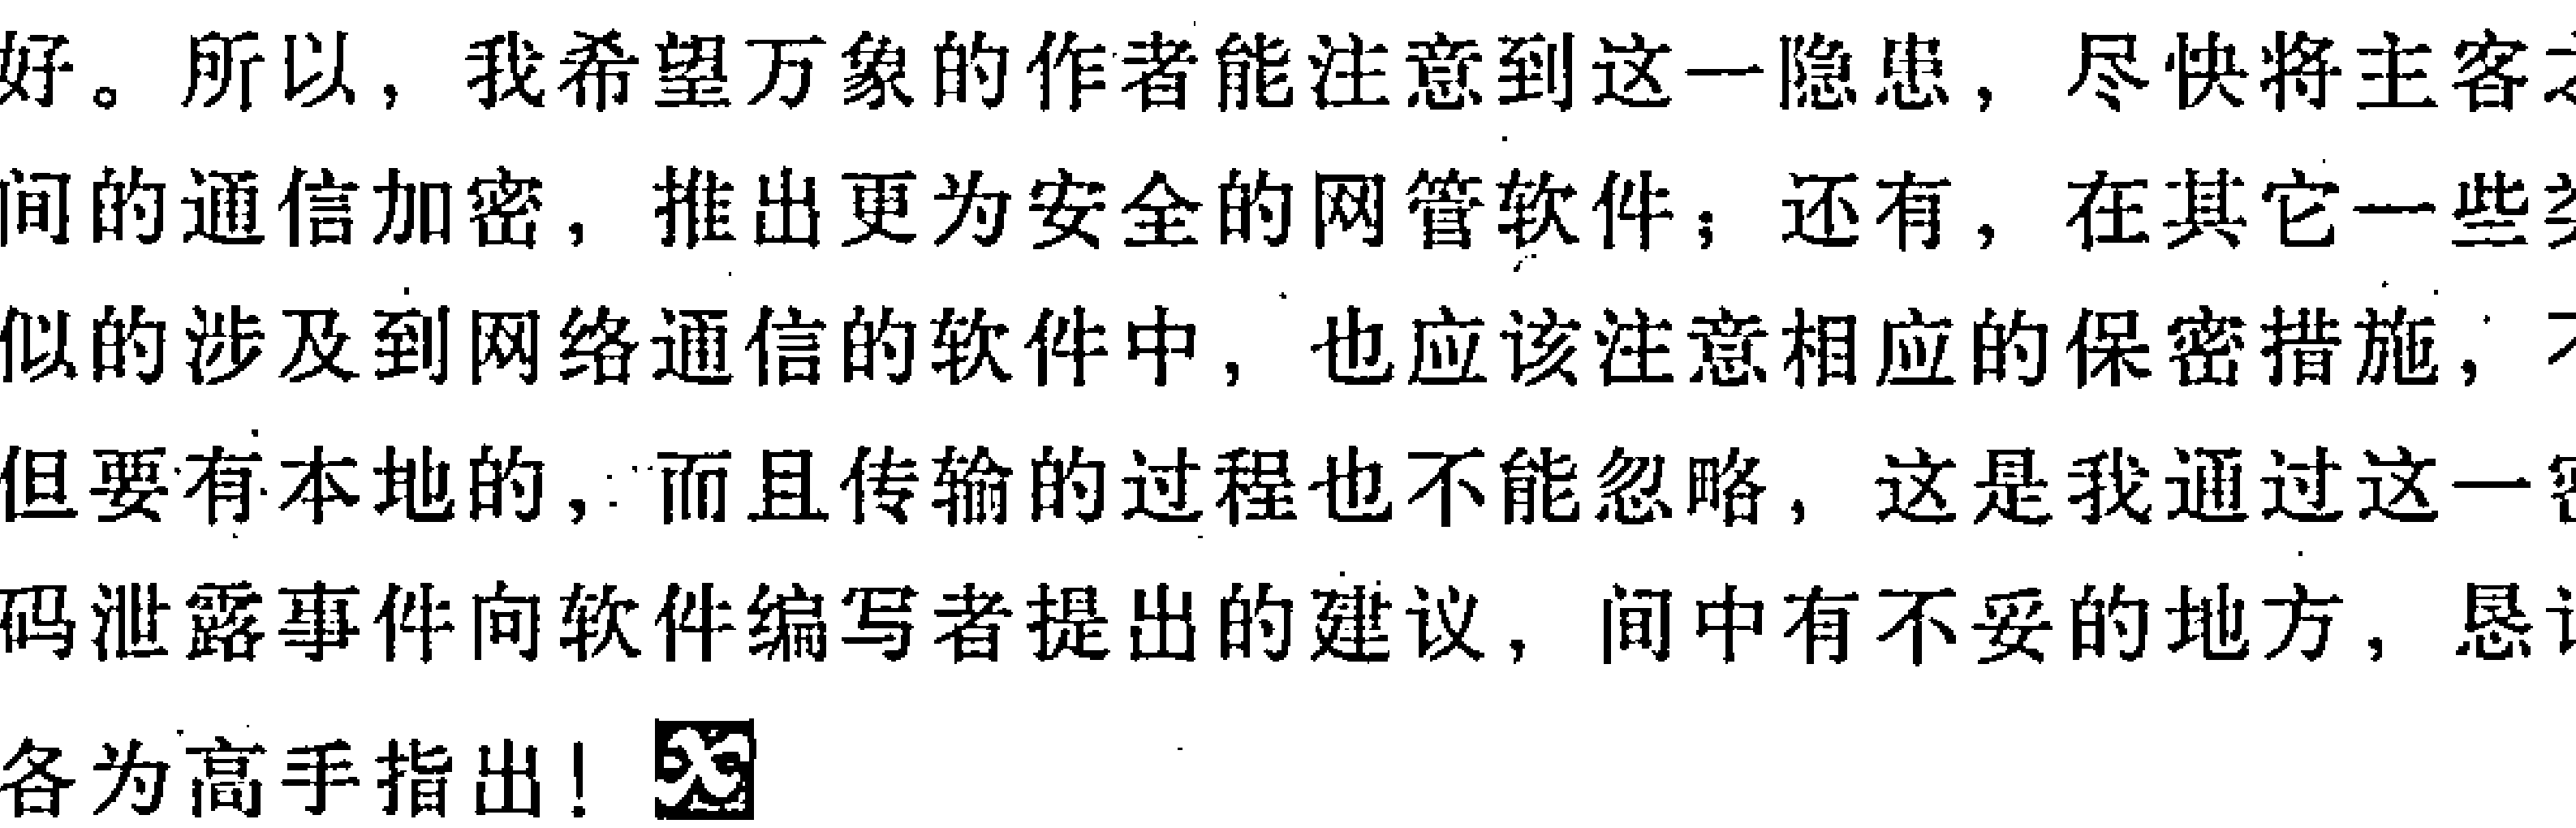 好。所以，我希望万象的作者能注意到这一隐患，尽快将主客
间的通信加密，推出更为安全的网管软件；还有，在其它一些
似的涉及到网络通信的软件中，也应该注意相应的保密措施，
但要有本地的，而且传输的过程也不能忽略，这是我通过这一
码泄露事件向软件编写者提出的建议，间中有不妥的地方，恳
各为高手指出！